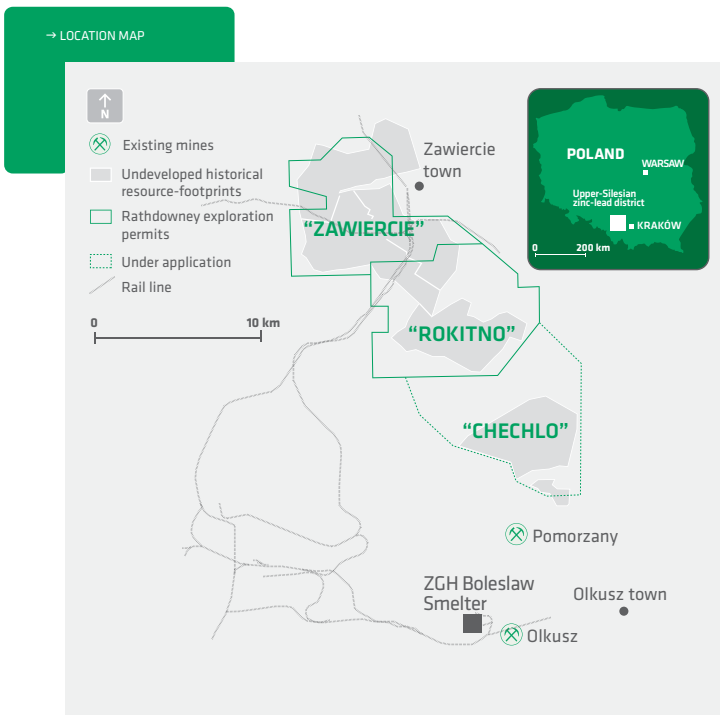 → LOCATION MAP
N
Existing mines
Undeveloped historical
resource-footprints
Rathdowney exploration
permits
Under application
Rail line
0 10 km
Zawiercie
town
POLAND
WARSAW
Upper-Silesian
zinc-lead district
KRAKÓW
0 200 km
“ZAWIERCIE”
“ROKITNO”
“CHECHLO”
Pomorzany
ZGH Boleslaw
Smelter
Olkusz town
Olkusz